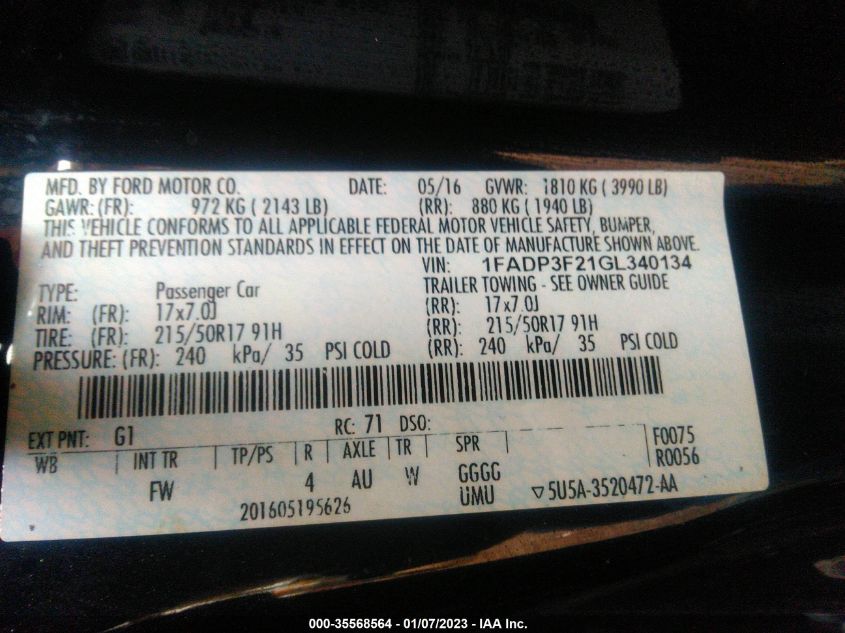 MFD. BY FORD MOTOR CO. DATE: 05/16 GVWR: 1810 KG ( 3990 LB)
GAWR: (FR): 972 KG ( 2143 LB) (RR): 880 KG ( 1940 LB)
THIS VEHICLE CONFORMS TO ALL APPLICABLE FEDERAL MOTOR VEHICLE SAFETY, BUMPER,
AND THEFT PREVENTION STANDARDS IN EFFECT ON THE DATE OF MANUFACTURE SHOWN ABOVE.
VIN: 1FADP3F21GL340134
TYPE: Passenger Car TRAILER TOWING - SEE OWNER GUIDE
RIM: (FR): 17x7.0J (RR): 17x7.0J
TIRE: (FR): 215/50R17 91H (RR): 215/50R17 91H
PRESSURE: (FR): 240 kPa/ 35 PSI COLD (RR): 240 kPa/ 35 PSI COLD
EXT PNT: G1 RC: 71 DSO: F0075
WB INT TR TP/PS R AXLE TR SPR R0056
FW 4 AU W GGGG
201605195626 UMU ▽5U5A-3520472-AA
000-35568564 - 01/07/2023 - IAA Inc.